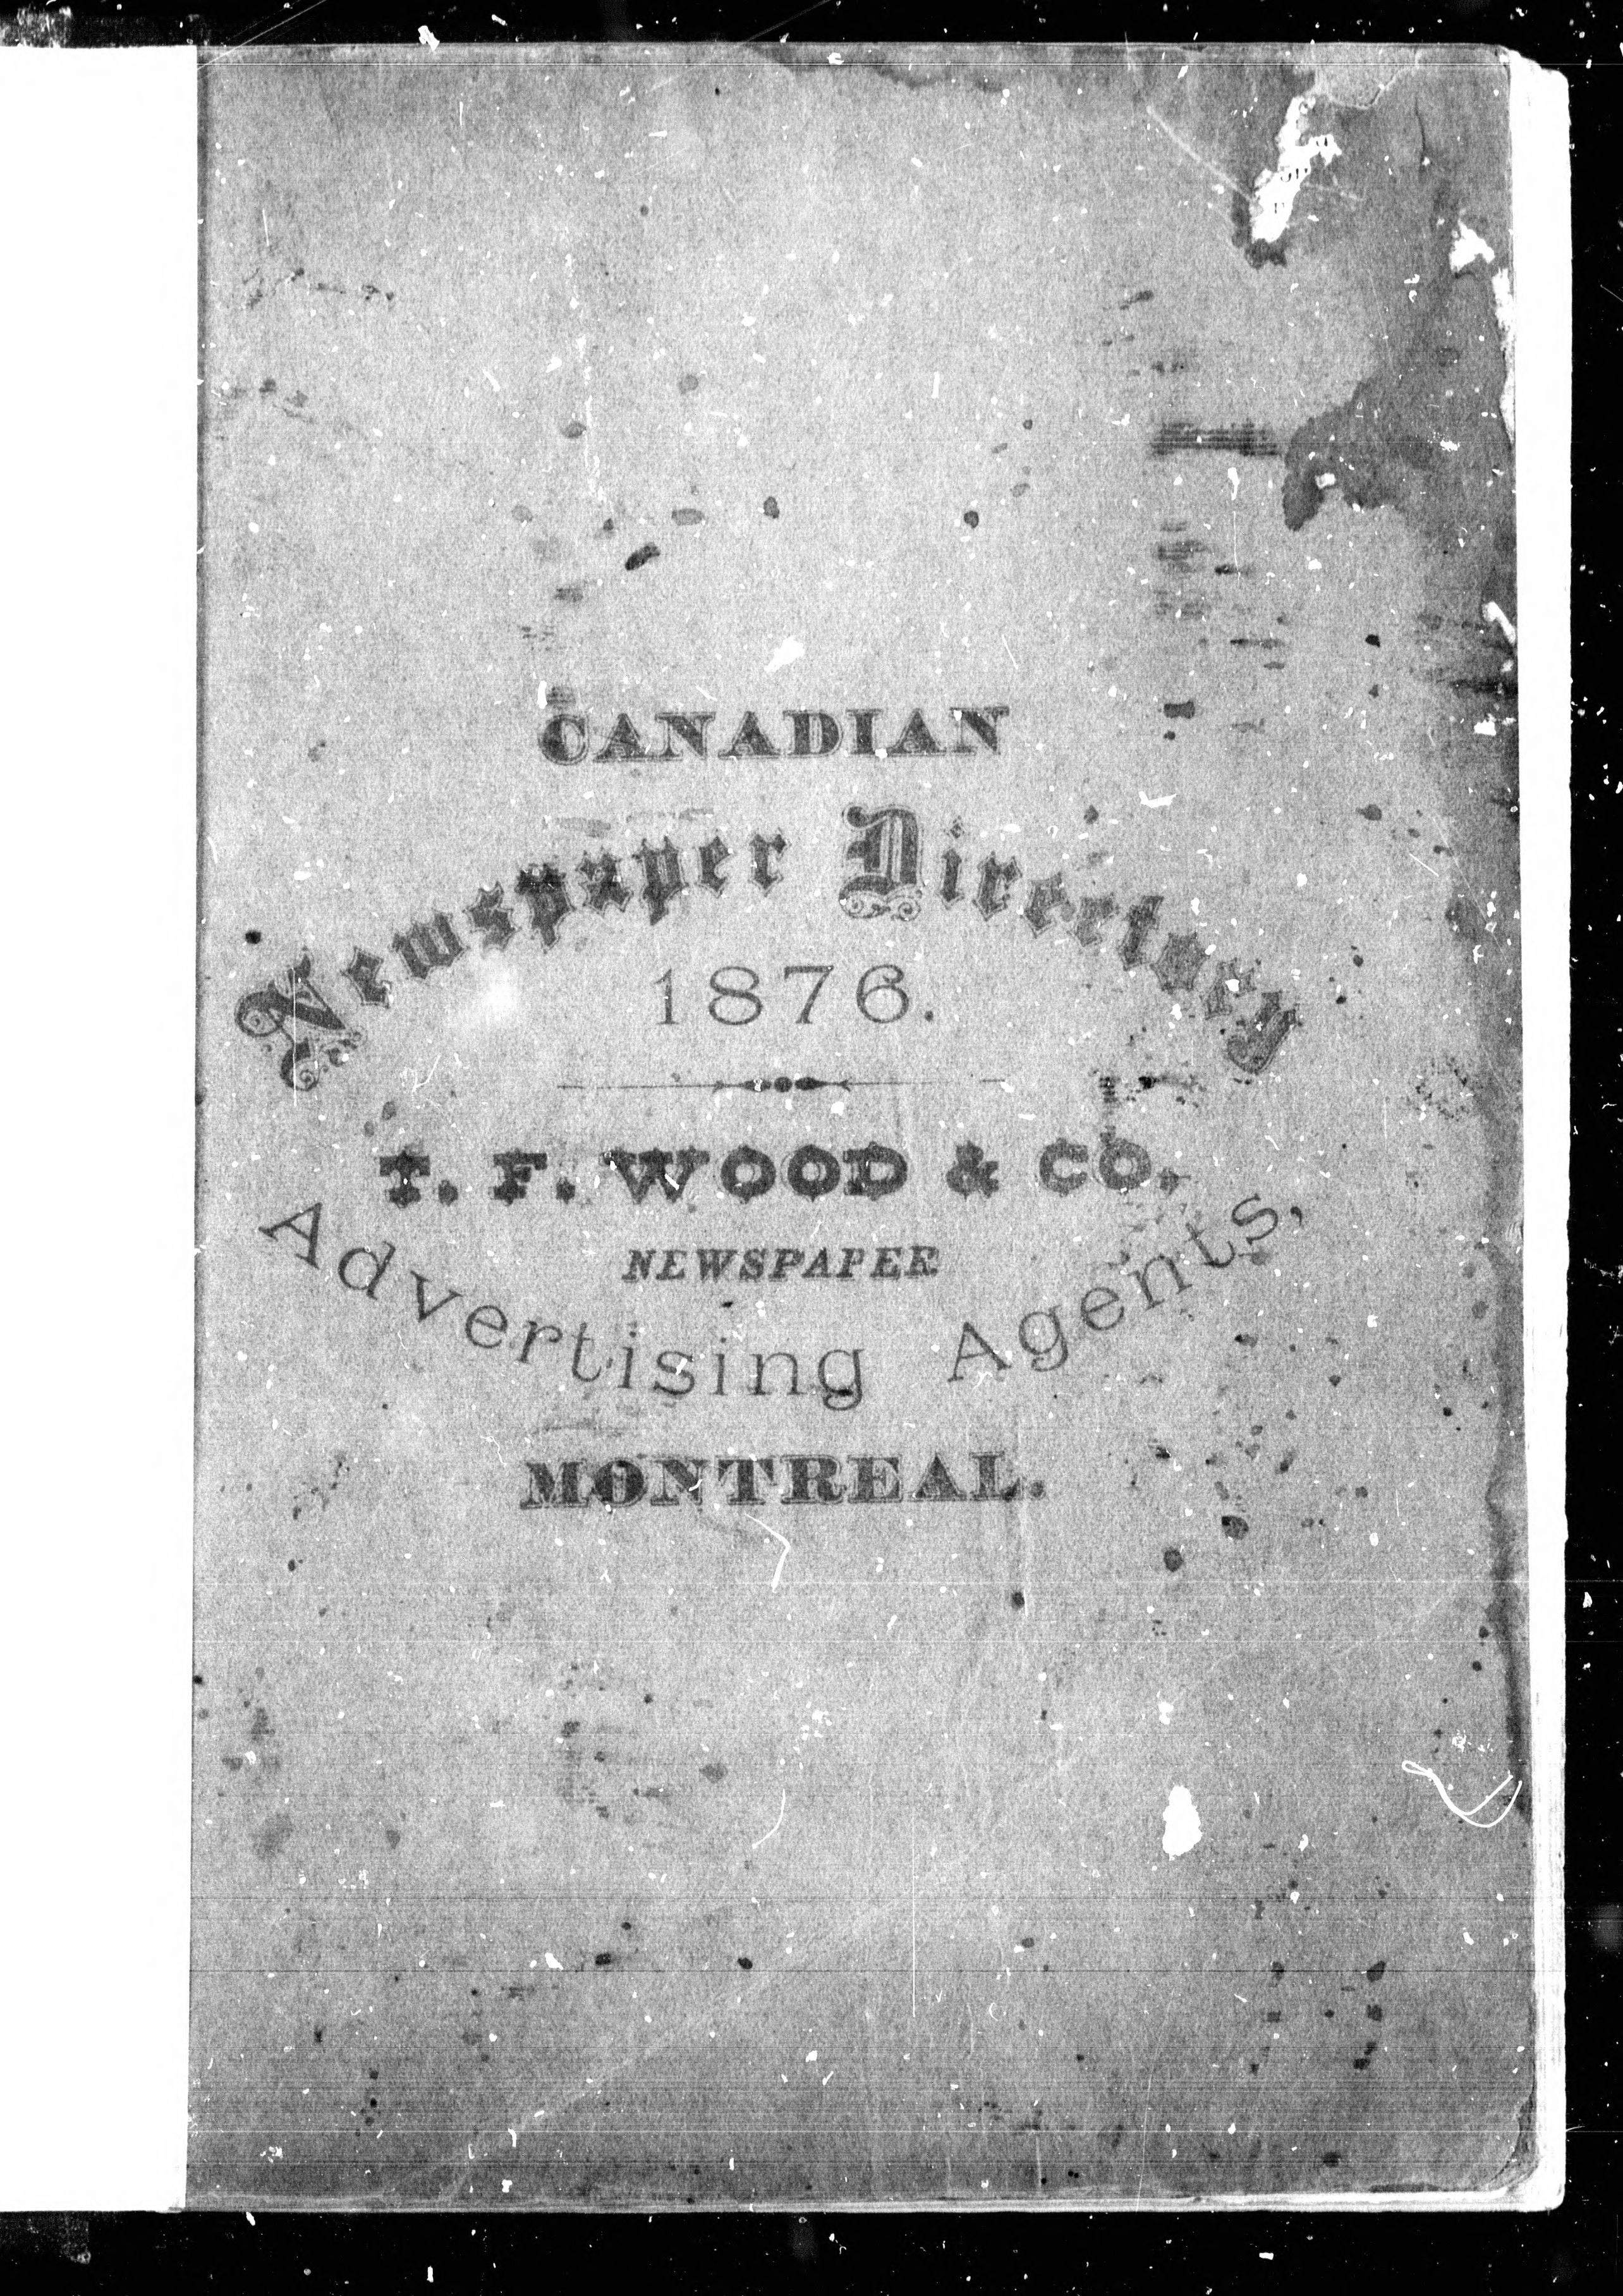 CANADIAN
Newspaper Directory
1876.
T. F. WOOD & CO.
NEWSPAPER
Advertising Agents,
MONTREAL.